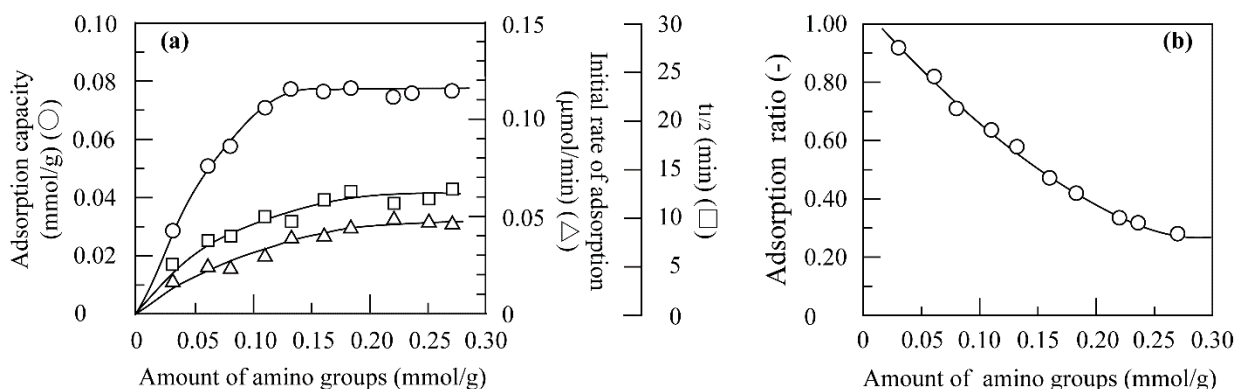 (a)
0.10
0.08
0.06
0.04
0.02
0
Adsorption capacity
(mmol/g) (○)
0 0.05 0.10 0.15 0.20 0.25 0.30
Amount of amino groups (mmol/g)
0.15
0.10
0.05
0
Initial rate of adsorption
(μmol/min) (△)
30
25
20
15
10
5
0
t1/2 (min) (□)
(b)
1.00
0.80
0.60
0.40
0.20
0
Adsorption ratio (-)
0 0.05 0.10 0.15 0.20 0.25 0.30
Amount of amino groups (mmol/g)